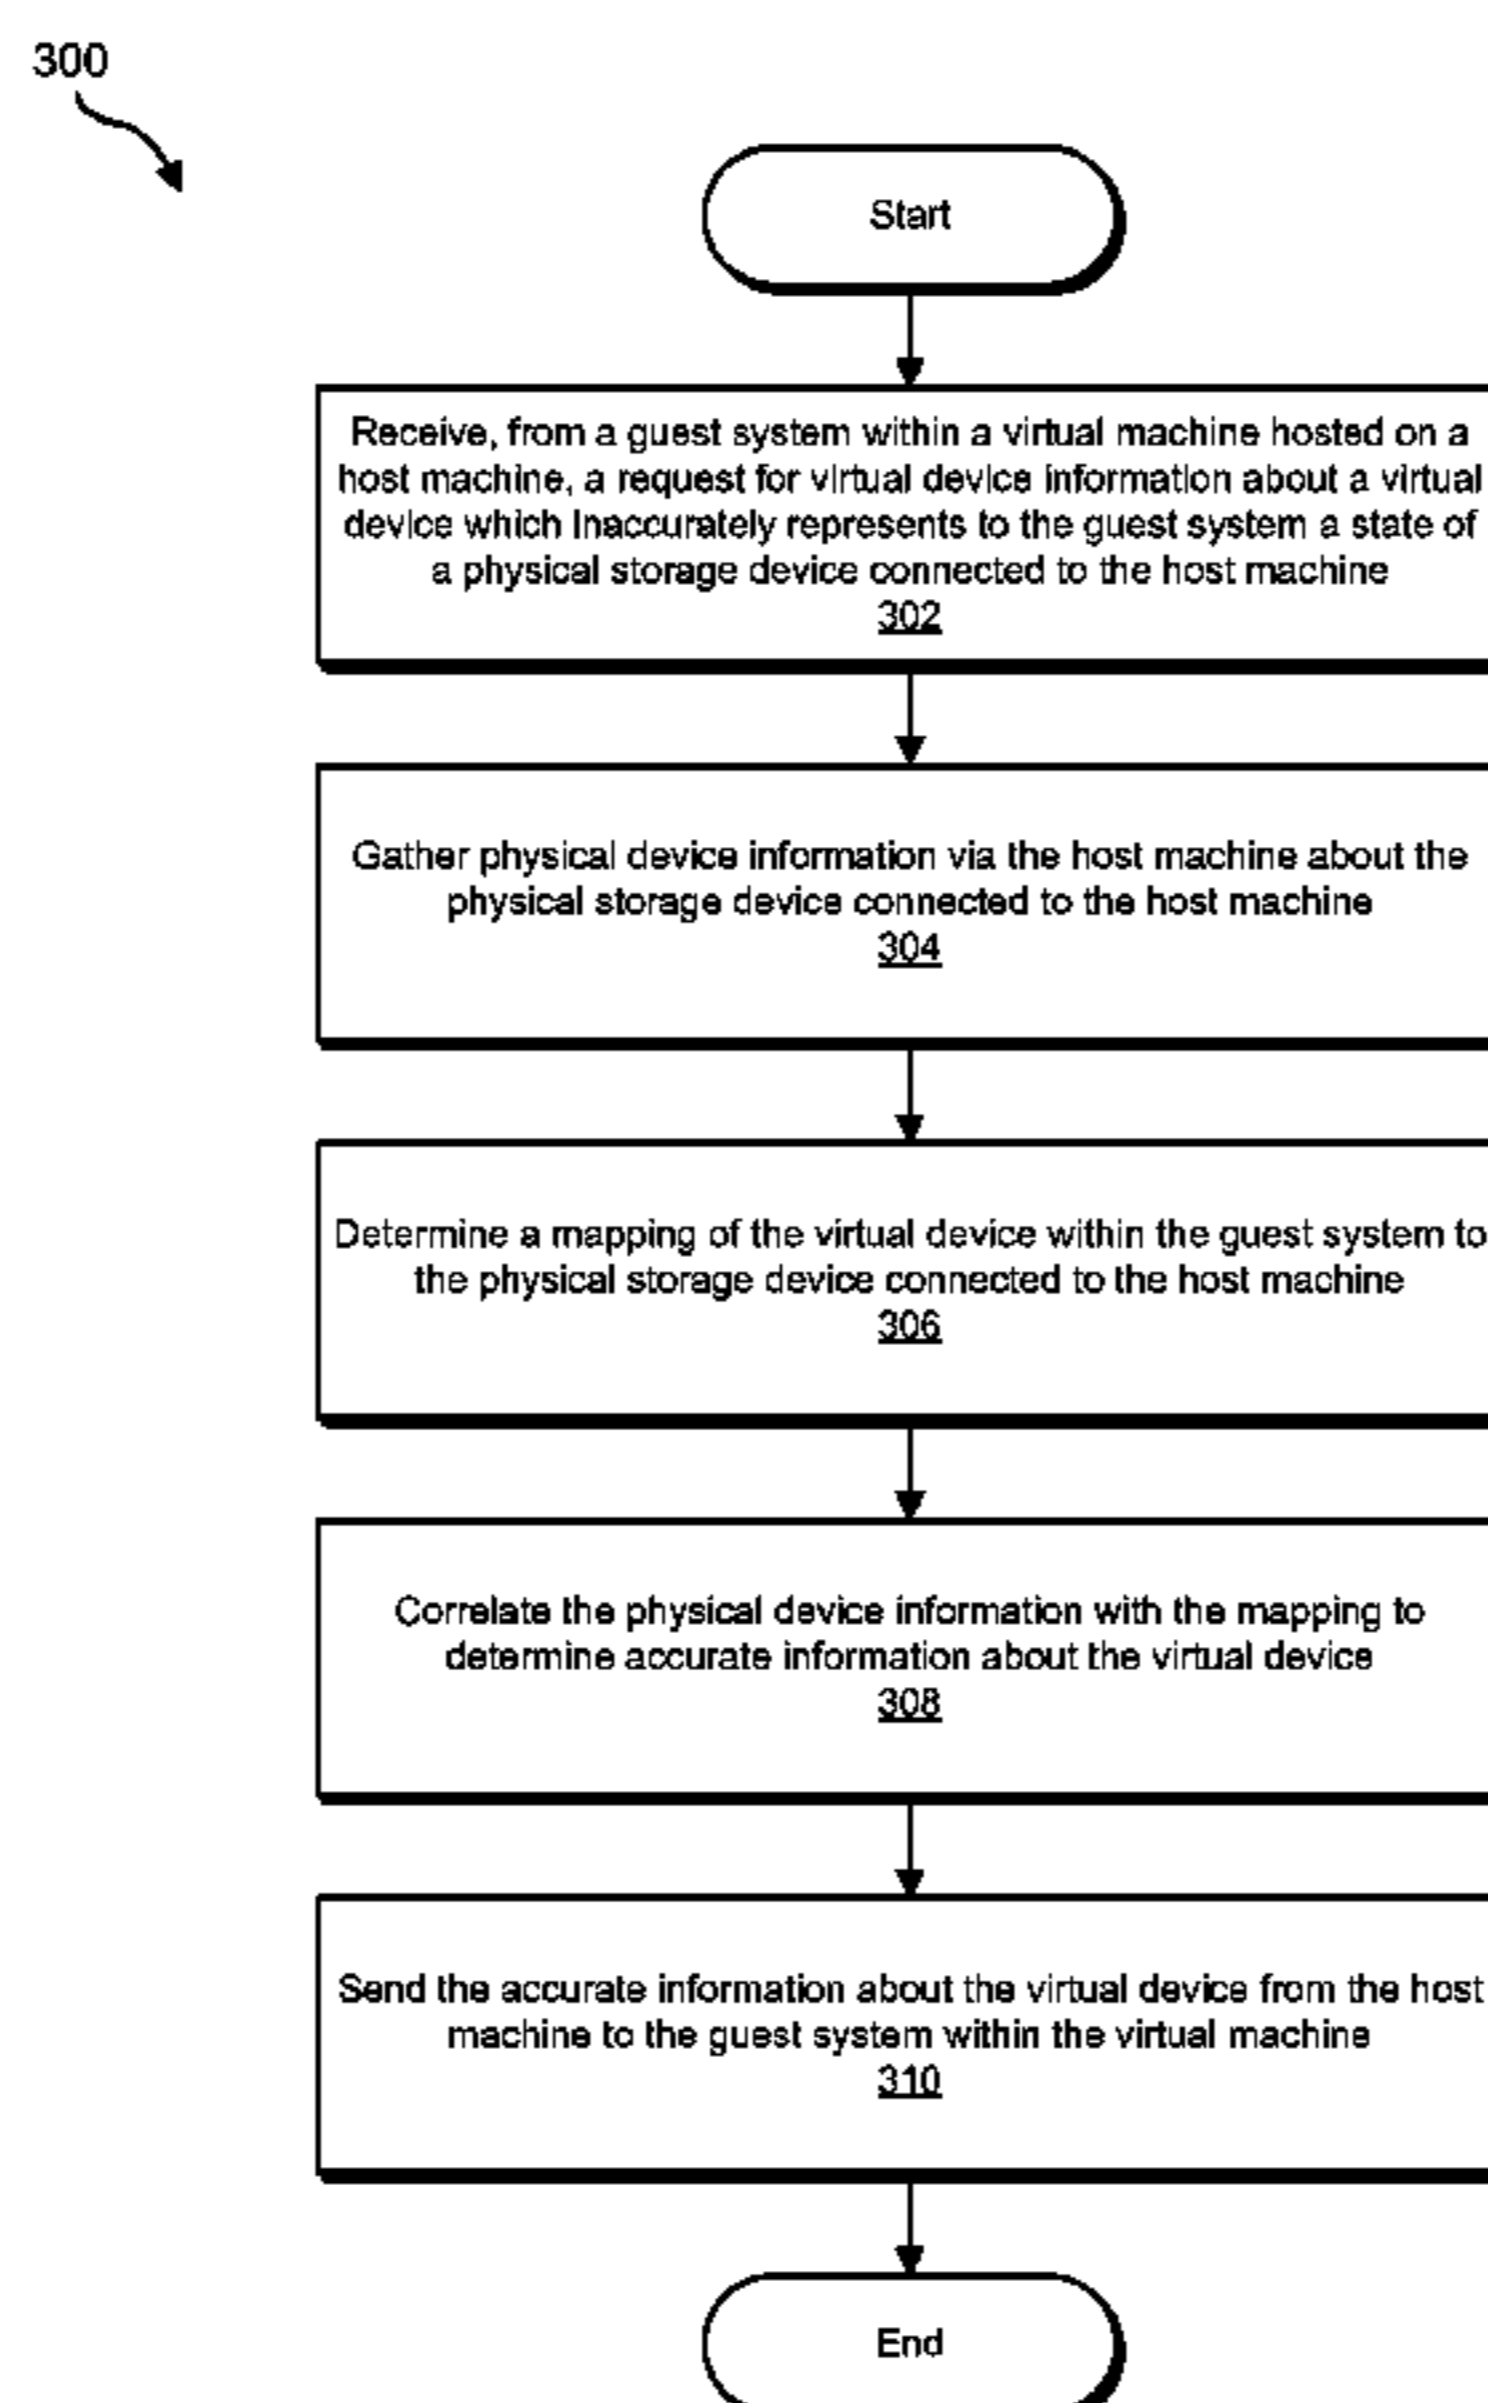 300
Start
Receive, from a guest system within a virtual machine hosted on a
host machine, a request for virtual device information about a virtual
device which inaccurately represents to the guest system a state of
a physical storage device connected to the host machine
302
Gather physical device information via the host machine about the
physical storage device connected to the host machine
304
Determine a mapping of the virtual device within the guest system to
the physical storage device connected to the host machine
306
Correlate the physical device information with the mapping to
determine accurate information about the virtual device
308
Send the accurate information about the virtual device from the host
machine to the guest system within the virtual machine
310
End